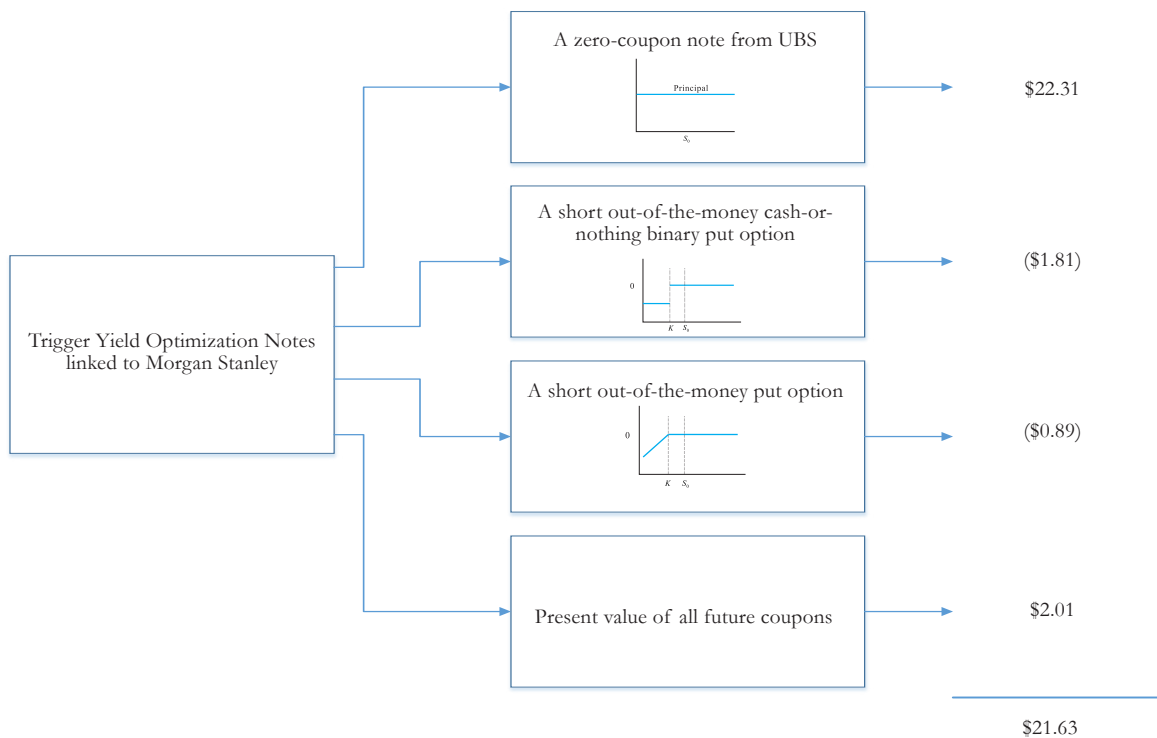 A zero-coupon note from UBS
Principal
S₀
$22.31
A short out-of-the-money cash-or-
nothing binary put option
0
K
S₀
($1.81)
Trigger Yield Optimization Notes
linked to Morgan Stanley
A short out-of-the-money put option
0
K
S₀
($0.89)
Present value of all future coupons
$2.01
$21.63